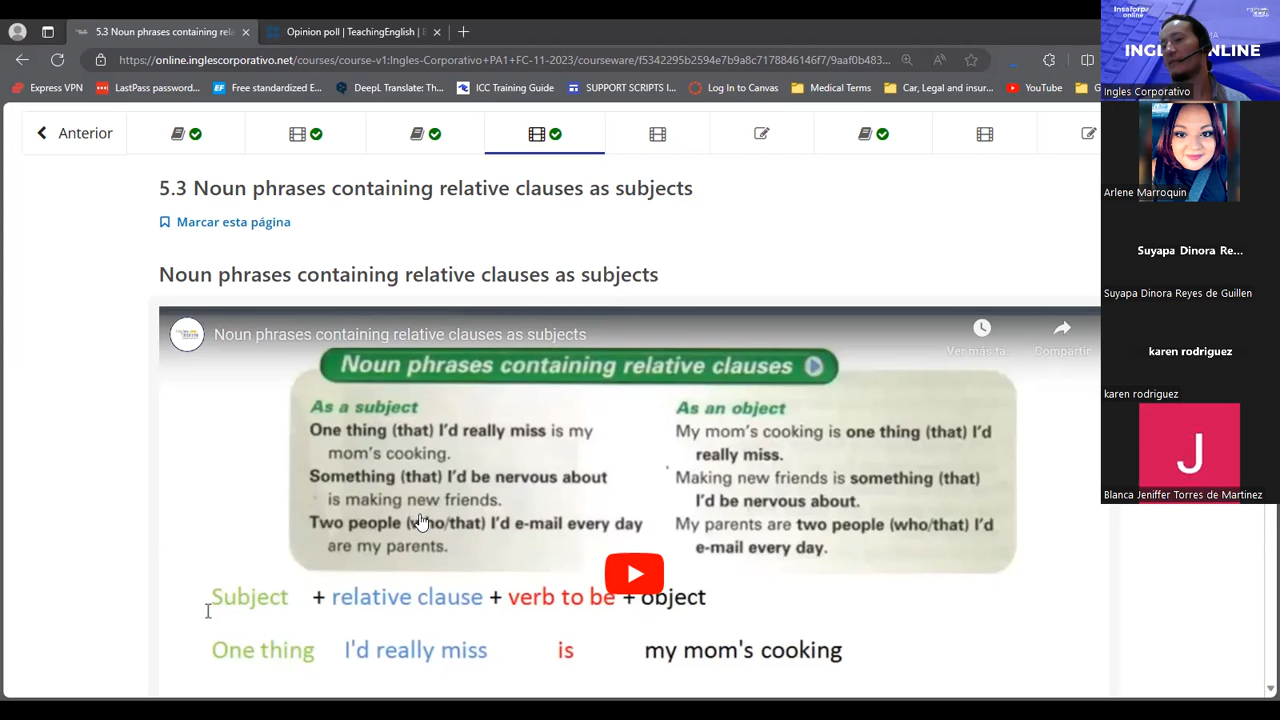 5.3 Noun phrases containing rela
Opinion poll | TeachingEnglish |
https://online.inglescorporativo.net/courses/course-v1:Ingles-Corporativo+PA1+FC-11-2023/courseware/f5342295b2594e7b9a8c7178846146f7/9aaf0b483...
Express VPN
LastPass password...
Free standardized E...
DeepL Translate: Th...
ICC Training Guide
SUPPORT SCRIPTS I...
Log In to Canvas
Medical Terms
Car, Legal and insur...
YouTube
Anterior
5.3 Noun phrases containing relative clauses as subjects
Marcar esta página
Noun phrases containing relative clauses as subjects
Noun phrases containing relative clauses as subjects
Ver más ta...
Compartir
Noun phrases containing relative clauses
As a subject
One thing (that) I'd really miss is my
mom's cooking.
Something (that) I'd be nervous about
is making new friends.
Two people (who/that) I'd e-mail every day
are my parents.
As an object
My mom's cooking is one thing (that) I'd
really miss.
Making new friends is something (that)
I'd be nervous about.
My parents are two people (who/that) I'd
e-mail every day.
Subject + relative clause + verb to be + object
One thing I'd really miss is my mom's cooking
Insaforp
online
Ingles Corporativo
Arlene Marroquin
Suyapa Dinora Re...
Suyapa Dinora Reyes de Guillen
karen rodriguez
karen rodriguez
J
Blanca Jeniffer Torres de Martinez